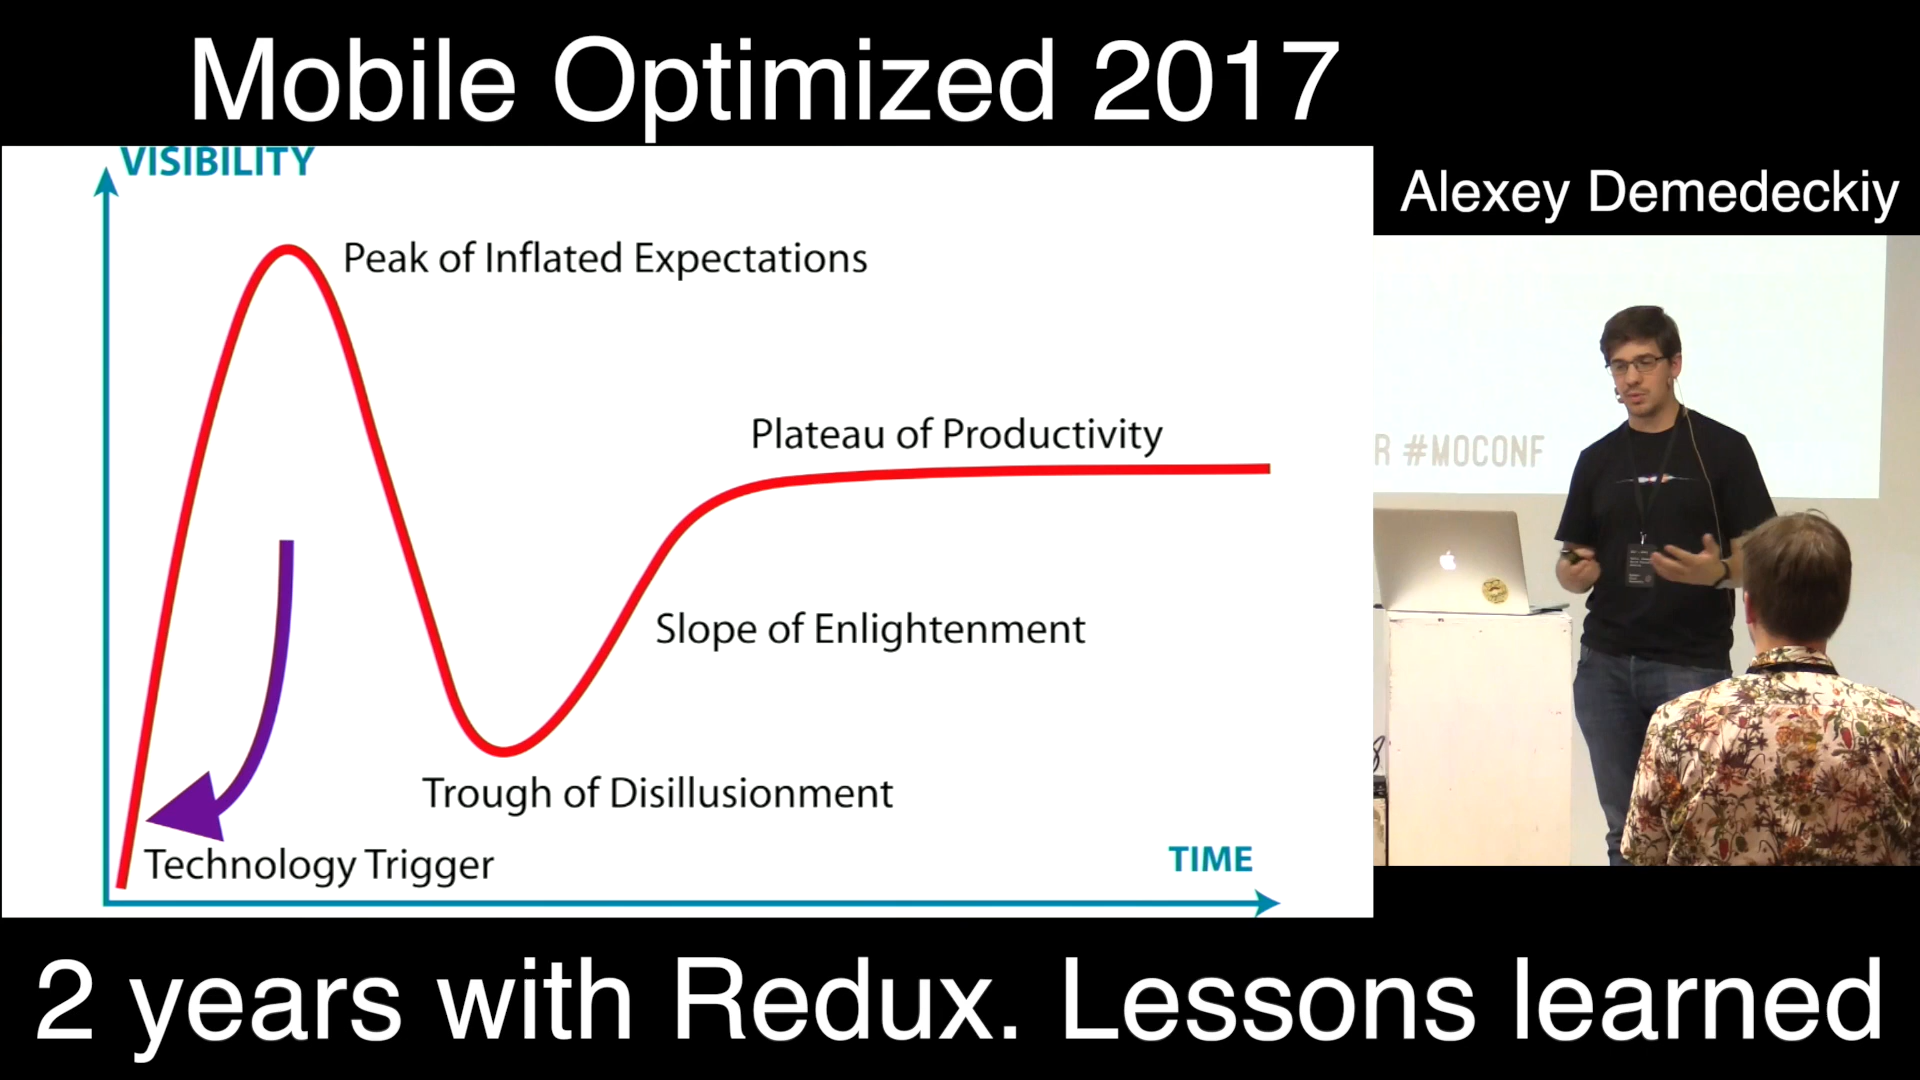 Mobile Optimized 2017
VISIBILITY
Peak of Inflated Expectations
Plateau of Productivity
Slope of Enlightenment
Trough of Disillusionment
Technology Trigger
TIME
Alexey Demedeckiy
R #MOCONF
2 years with Redux. Lessons learned